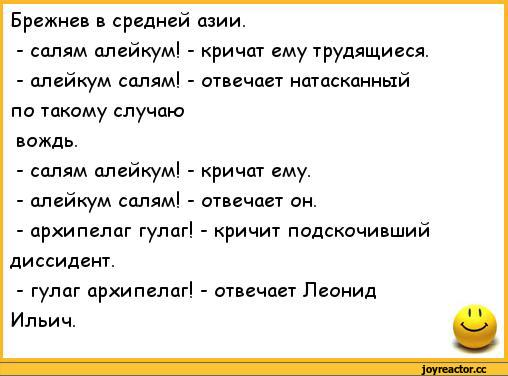 Брежнев в средней азии.
- салям алейкум! - кричат ему трудящиеся.
- алейкум салям! - отвечает натасканный
по такому случаю
вождь.
- салям алейкум! - кричат ему.
- алейкум салям! - отвечает он.
- архипелаг гулаг! - кричит подскочивший
диссидент.
- гулаг архипелаг! - отвечает Леонид
Ильич.
joyreactor.cc